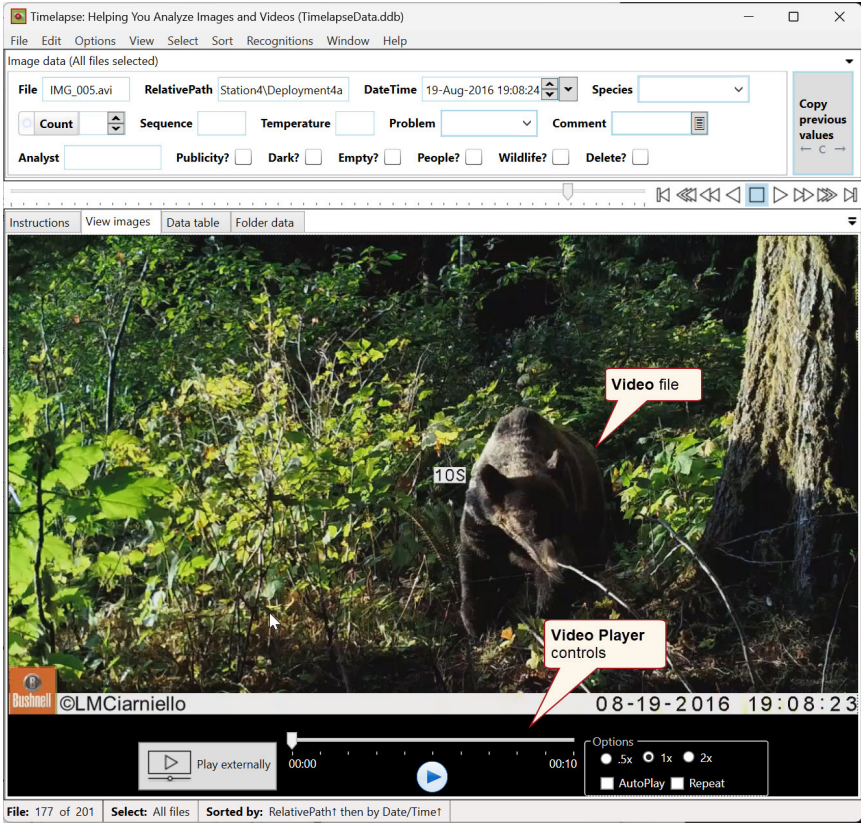 Timelapse: Helping You Analyze Images and Videos (TimelapseData.ddb)
File Edit Options View Select Sort Recognitions Window Help
Image data (All files selected)
File IMG_005.avi RelativePath Station4\Deployment4a DateTime 19-Aug-2016 19:08:24 Species
Count Sequence Temperature Problem Comment
Analyst Publicity? Dark? Empty? People? Wildlife? Delete?
Copy
previous
values
← C →
Instructions View images Data table Folder data
Video file
10S
Video Player
controls
Bushnell ©LMCiarniello 08-19-2016 19:08:23
Play externally
00:00 00:10
Options
.5x 1x 2x
AutoPlay Repeat
File: 177 of 201 Select: All files Sorted by: RelativePath↑ then by Date/Time↑